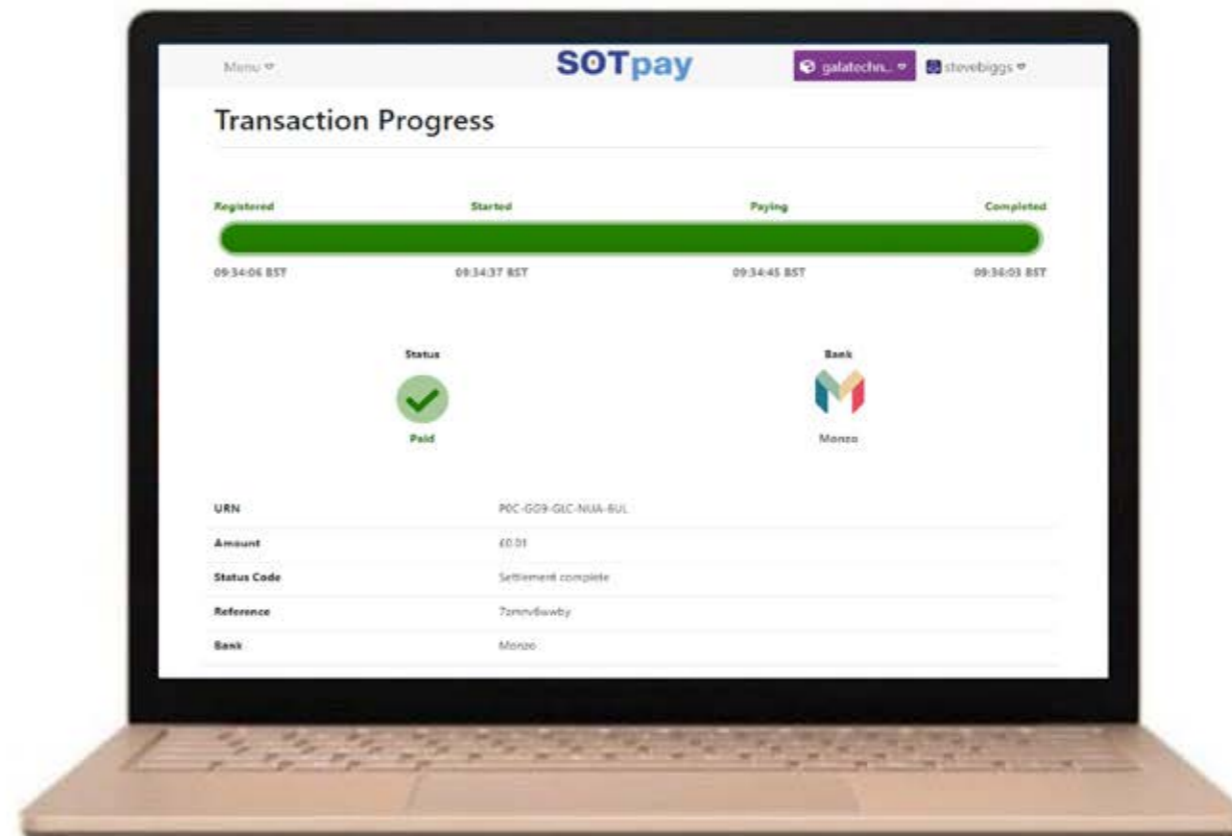 Menu
SOTpay
galatechn...
stevebiggs
Transaction Progress
Registered Started Paying Completed
09:34:06 BST 09:34:37 BST 09:34:45 BST 09:36:03 BST
Status Bank
Paid Monzo
URN
Amount £0.01
Status Code Settlement complete
Reference
Bank Monzo